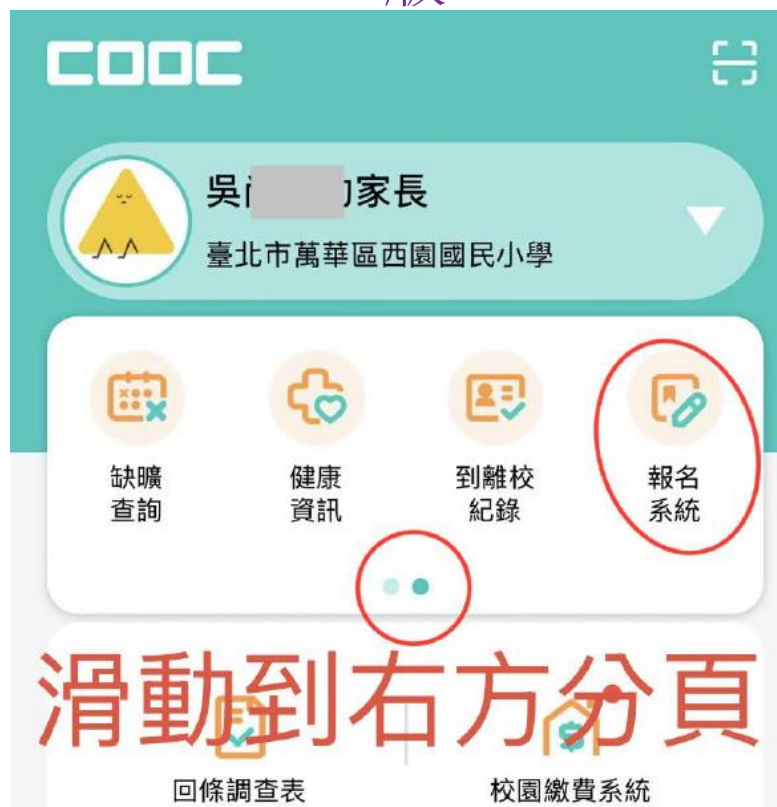 COOC
吳 家長
臺北市萬華區西園國民小學
缺曠 健康 到離校 報名
查詢 資訊 紀錄 系統
滑動到右方分頁
回條調查表 校園繳費系統